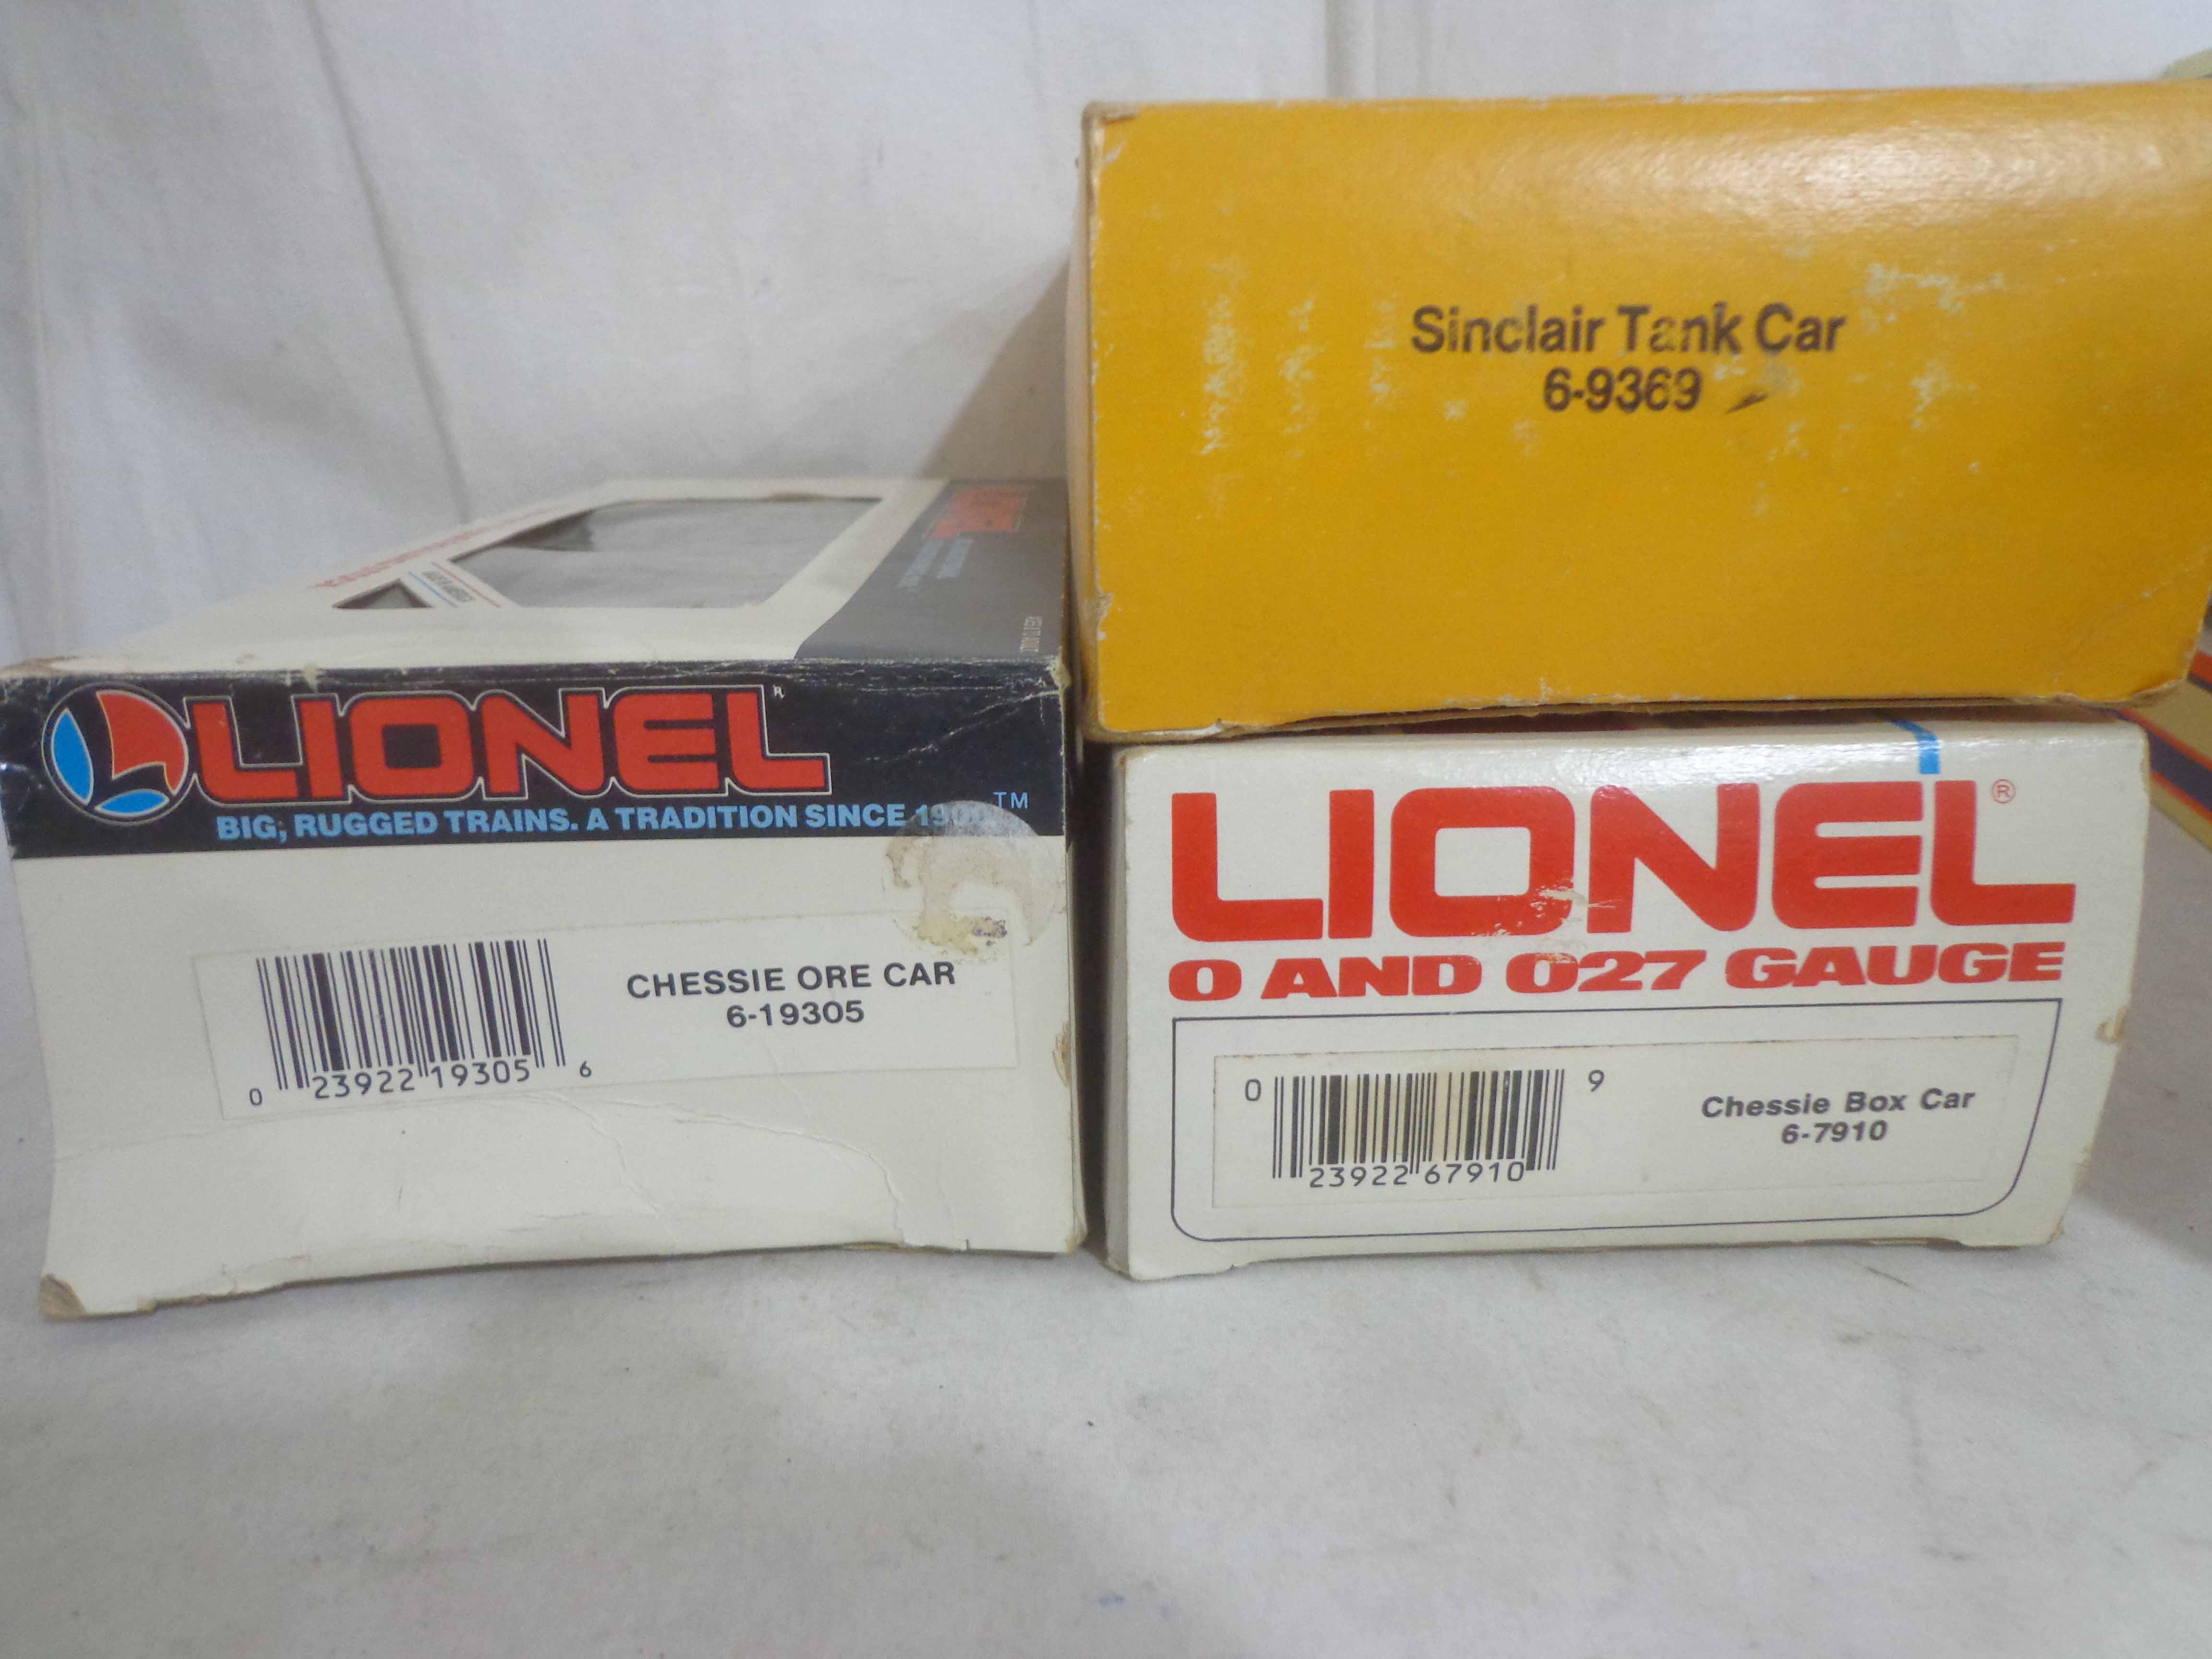 Sinclair Tank Car
6-9369
LIONEL®
BIG, RUGGED TRAINS. A TRADITION SINCE ™
CHESSIE ORE CAR
6-19305
0 23922 19305 6
LIONEL®
O AND O27 GAUGE
0 23922 67910 9
Chessie Box Car
6-7910